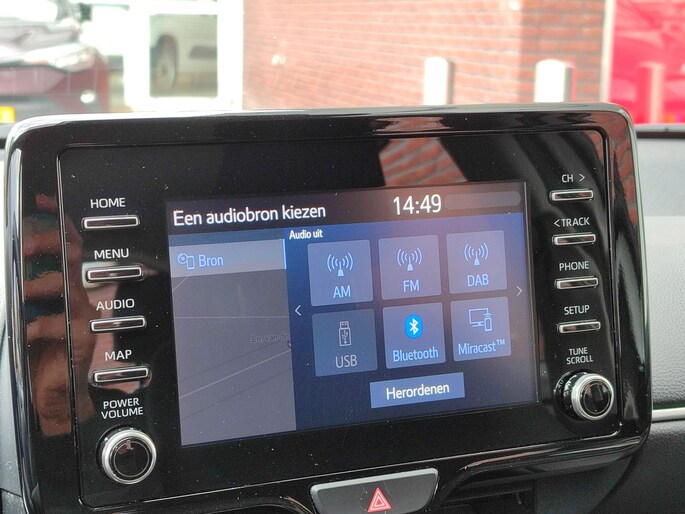 HOME
MENU
AUDIO
MAP
POWER
VOLUME
Een audiobron kiezen
14:49
Bron
Audio uit
AM
FM
DAB
USB
Bluetooth
Miracast™
Herordenen
CH >
< TRACK
PHONE
SETUP
TUNE
SCROLL